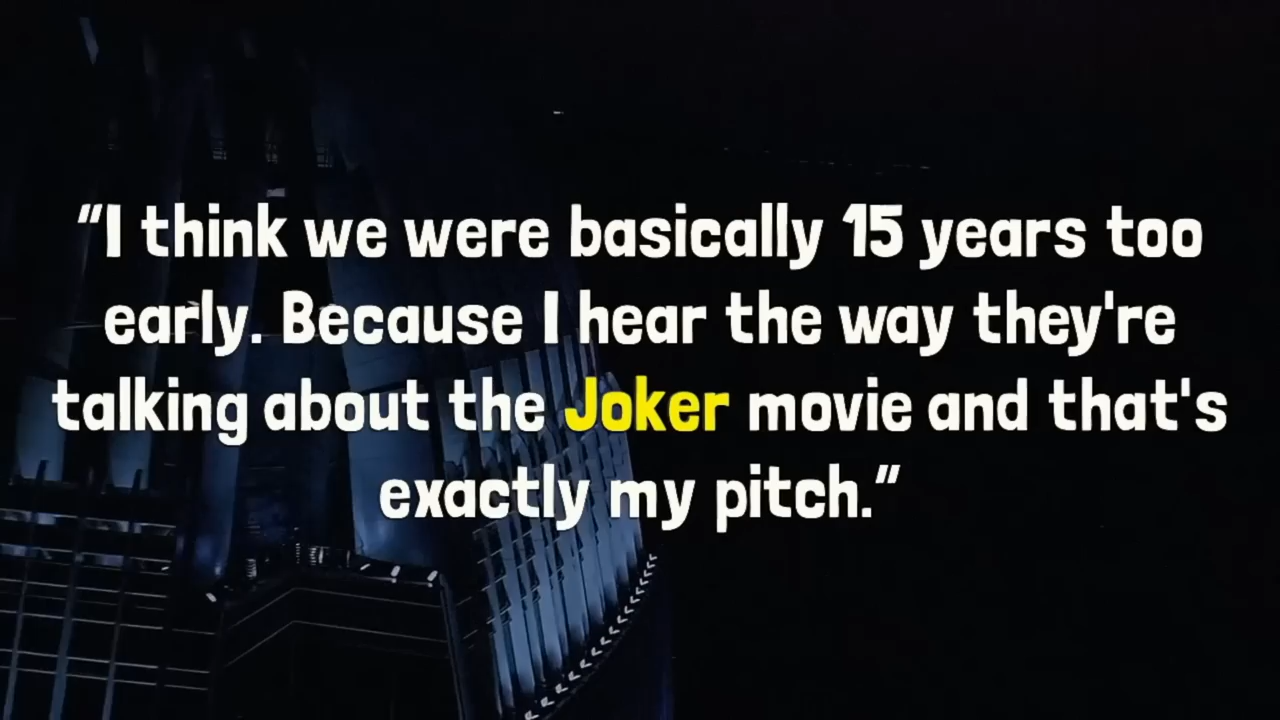 "I think we were basically 15 years too
early. Because I hear the way they're
talking about the Joker movie and that's
exactly my pitch."